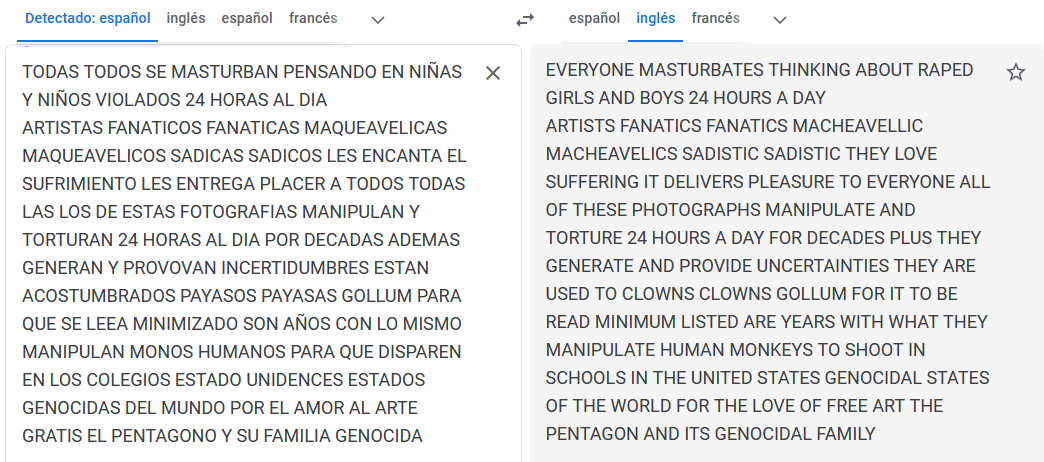 Detectado: español inglés español francés
español inglés francés
TODAS TODOS SE MASTURBAN PENSANDO EN NIÑAS
Y NIÑOS VIOLADOS 24 HORAS AL DIA
ARTISTAS FANATICOS FANATICAS MAQUEAVELICAS
MAQUEAVELICOS SADICAS SADICOS LES ENCANTA EL
SUFRIMIENTO LES ENTREGA PLACER A TODOS TODAS
LAS LOS DE ESTAS FOTOGRAFIAS MANIPULAN Y
TORTURAN 24 HORAS AL DIA POR DECADAS ADEMAS
GENERAN Y PROVOVAN INCERTIDUMBRES ESTAN
ACOSTUMBRADOS PAYASOS PAYASAS GOLLUM PARA
QUE SE LEEA MINIMIZADO SON AÑOS CON LO MISMO
MANIPULAN MONOS HUMANOS PARA QUE DISPAREN
EN LOS COLEGIOS ESTADO UNIDENCES ESTADOS
GENOCIDAS DEL MUNDO POR EL AMOR AL ARTE
GRATIS EL PENTAGONO Y SU FAMILIA GENOCIDA
EVERYONE MASTURBATES THINKING ABOUT RAPED
GIRLS AND BOYS 24 HOURS A DAY
ARTISTS FANATICS FANATICS MACHEAVELLIC
MACHEAVELICS SADISTIC SADISTIC THEY LOVE
SUFFERING IT DELIVERS PLEASURE TO EVERYONE ALL
OF THESE PHOTOGRAPHS MANIPULATE AND
TORTURE 24 HOURS A DAY FOR DECADES PLUS THEY
GENERATE AND PROVIDE UNCERTAINTIES THEY ARE
USED TO CLOWNS CLOWNS GOLLUM FOR IT TO BE
READ MINIMUM LISTED ARE YEARS WITH WHAT THEY
MANIPULATE HUMAN MONKEYS TO SHOOT IN
SCHOOLS IN THE UNITED STATES GENOCIDAL STATES
OF THE WORLD FOR THE LOVE OF FREE ART THE
PENTAGON AND ITS GENOCIDAL FAMILY